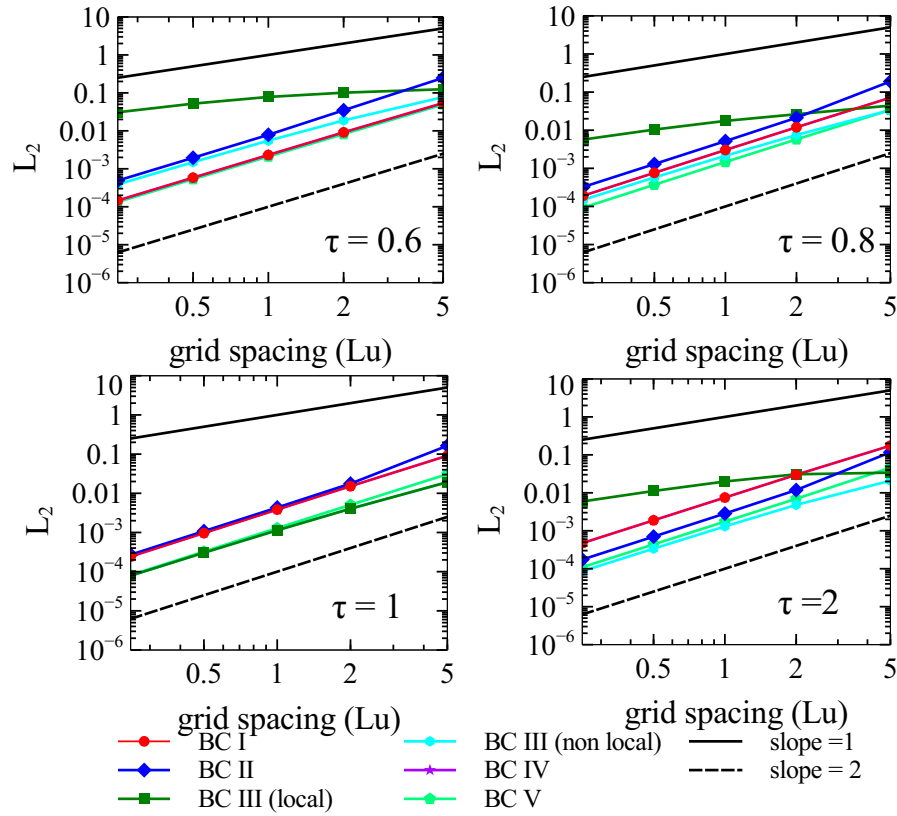 10
1
0.1
0.01
10⁻³
10⁻⁴
10⁻⁵
10⁻⁶
L₂
τ = 0.6
0.5 1 2 5
grid spacing (Lu)
10
1
0.1
0.01
10⁻³
10⁻⁴
10⁻⁵
10⁻⁶
L₂
τ = 0.8
0.5 1 2 5
grid spacing (Lu)
10
1
0.1
0.01
10⁻³
10⁻⁴
10⁻⁵
10⁻⁶
L₂
τ = 1
0.5 1 2 5
grid spacing (Lu)
10
1
0.1
0.01
10⁻³
10⁻⁴
10⁻⁵
10⁻⁶
L₂
τ =2
0.5 1 2 5
grid spacing (Lu)
BC I
BC II
BC III (local)
BC III (non local)
BC IV
BC V
slope =1
slope = 2